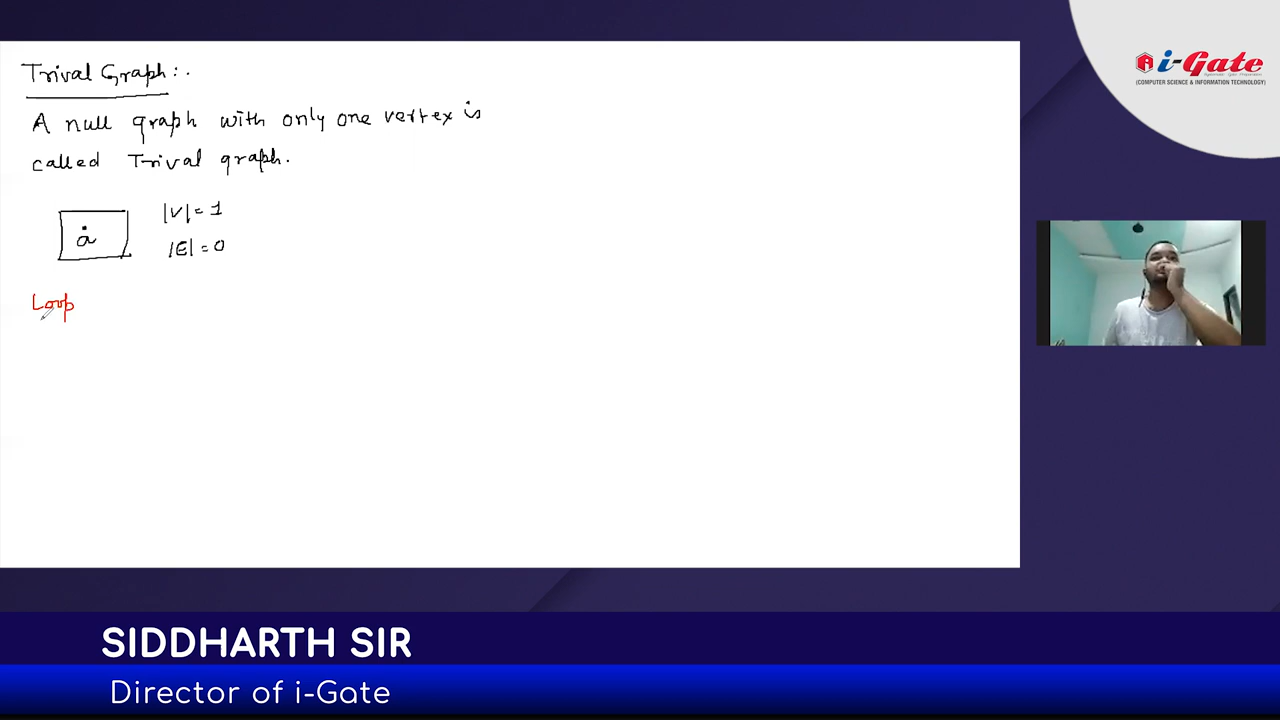 Trival Graph:.
A null graph with only one vertex is
called Trival graph.
|V| = 1
a
|E| = 0
Loop
i-Gate
(COMPUTER SCIENCE & INFORMATION TECHNOLOGY)
SIDDHARTH SIR
Director of i-Gate